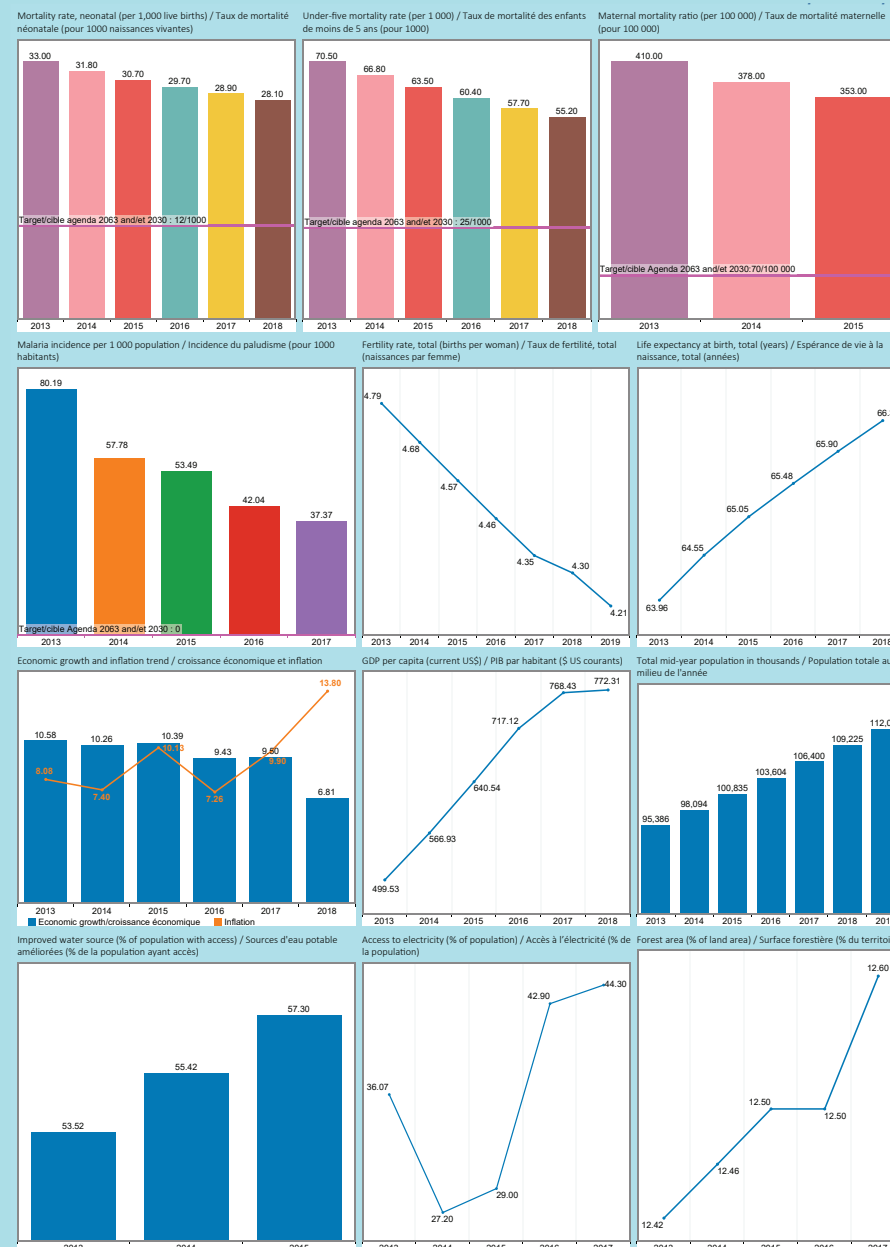 Mortality rate, neonatal (per 1,000 live births) / Taux de mortalité
néonatale (pour 1000 naissances vivantes)
33.00
31.80
30.70
29.70
28.90
28.10
Target/cible agenda 2063 and/et 2030 : 12/1000
2013 2014 2015 2016 2017 2018
Under-five mortality rate (per 1 000) / Taux de mortalité des enfants
de moins de 5 ans (pour 1000)
70.50
66.80
63.50
60.40
57.70
55.20
Target/cible agenda 2063 and/et 2030 : 25/1000
2013 2014 2015 2016 2017 2018
Maternal mortality ratio (per 100 000) / Taux de mortalité maternelle
(pour 100 000)
410.00
378.00
353.00
Target/cible Agenda 2063 and/et 2030:70/100 000
2013 2014 2015
Malaria incidence per 1 000 population / Incidence du paludisme (pour 1000
habitants)
80.19
57.78
53.49
42.04
37.37
Target/cible Agenda 2063 and/et 2030 : 0
2013 2014 2015 2016 2017
Fertility rate, total (births per woman) / Taux de fertilité, total
(naissances par femme)
4.79
4.68
4.57
4.46
4.35
4.30
4.21
2013 2014 2015 2016 2017 2018 2019
Life expectancy at birth, total (years) / Espérance de vie à la
naissance, total (années)
63.96
64.55
65.05
65.48
65.90
66.
2013 2014 2015 2016 2017 2018
Economic growth and inflation trend / croissance économique et inflation
10.58
10.26
10.39
9.43
9.50
6.81
8.08
7.40
10.13
7.26
9.90
13.80
2013 2014 2015 2016 2017 2018
Economic growth/croissance économique Inflation
GDP per capita (current US$) / PIB par habitant ($ US courants)
499.53
566.93
640.54
717.12
768.43
772.31
2013 2014 2015 2016 2017 2018
Total mid-year population in thousands / Population totale au
milieu de l'année
95,386
98,094
100,835
103,604
106,400
109,225
112,0
2013 2014 2015 2016 2017 2018 201
Improved water source (% of population with access) / Sources d'eau potable
améliorées (% de la population ayant accès)
53.52
55.42
57.30
2013 2014 2015
Access to electricity (% of population) / Accès à l'électricité (% de
la population)
36.07
27.20
29.00
42.90
44.30
2013 2014 2015 2016 2017
Forest area (% of land area) / Surface forestière (% du territoi
12.42
12.46
12.50
12.50
12.60
2013 2014 2015 2016 2017